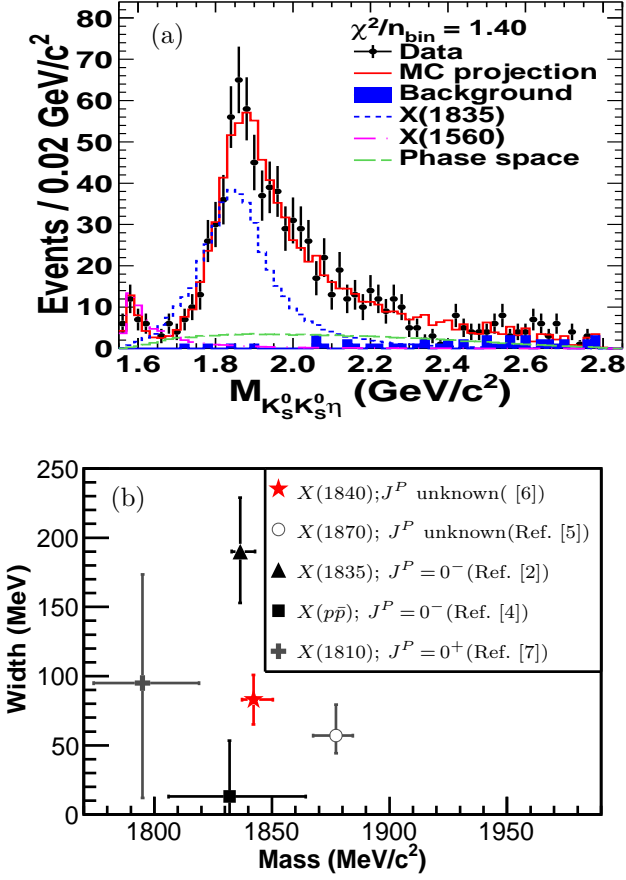 (a)
χ²/n_bin = 1.40
Data
MC projection
Background
X(1835)
X(1560)
Phase space
Events / 0.02 GeV/c²
80
70
60
50
40
30
20
10
0
1.6 1.8 2.0 2.2 2.4 2.6 2.8
M_{K⁰_S K⁰_S η} (GeV/c²)
(b)
X(1840);J^P unknown( [6])
X(1870); J^P unknown(Ref. [5])
X(1835); J^P = 0⁻(Ref. [2])
X(pp̄); J^P = 0⁻(Ref. [4])
X(1810); J^P = 0⁺(Ref. [7])
Width (MeV)
250
200
150
100
50
0
1800 1850 1900 1950
Mass (MeV/c²)